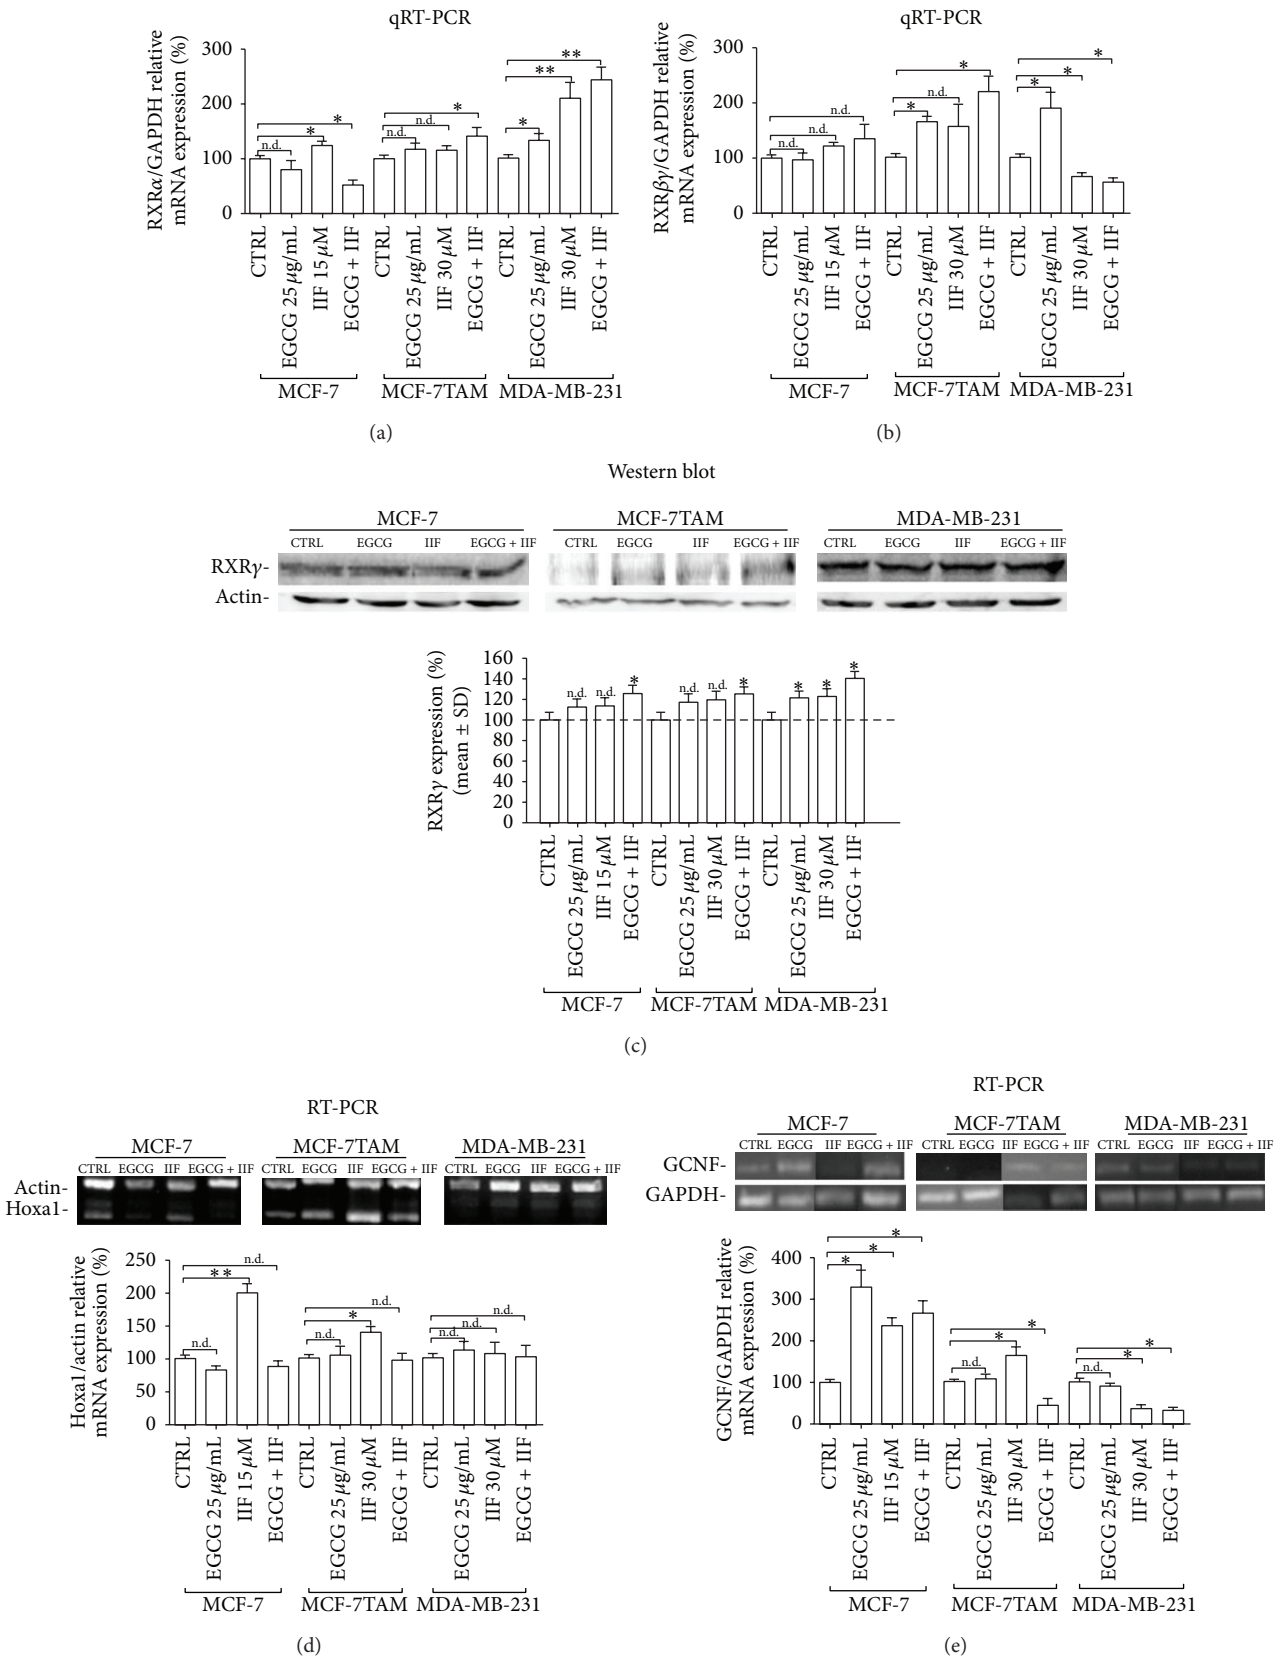 qRT-PCR
RXRα/GAPDH relative
mRNA expression (%)
300
200
100
0
n.d.
*
*
n.d.
n.d.
*
*
**
**
CTRL
EGCG 25 µg/mL
IIF 15 µM
EGCG + IIF
CTRL
EGCG 25 µg/mL
IIF 30 µM
EGCG + IIF
CTRL
EGCG 25 µg/mL
IIF 30 µM
EGCG + IIF
MCF-7
MCF-7TAM
MDA-MB-231
(a)
qRT-PCR
RXRβγ/GAPDH relative
mRNA expression (%)
300
200
100
0
n.d.
n.d.
n.d.
*
n.d.
*
*
*
*
CTRL
EGCG 25 µg/mL
IIF 15 µM
EGCG + IIF
CTRL
EGCG 25 µg/mL
IIF 30 µM
EGCG + IIF
CTRL
EGCG 25 µg/mL
IIF 30 µM
EGCG + IIF
MCF-7
MCF-7TAM
MDA-MB-231
(b)
Western blot
MCF-7 MCF-7TAM MDA-MB-231
CTRL EGCG IIF EGCG + IIF CTRL EGCG IIF EGCG + IIF CTRL EGCG IIF EGCG + IIF
RXRγ-
Actin-
RXRγ expression (%)
(mean ± SD)
160
140
120
100
80
60
40
20
0
n.d. n.d. * n.d. n.d. * * * *
CTRL
EGCG 25 µg/mL
IIF 15 µM
EGCG + IIF
CTRL
EGCG 25 µg/mL
IIF 30 µM
EGCG + IIF
CTRL
EGCG 25 µg/mL
IIF 30 µM
EGCG + IIF
MCF-7
MCF-7TAM
MDA-MB-231
(c)
RT-PCR
MCF-7 MCF-7TAM MDA-MB-231
CTRL EGCG IIF EGCG + IIF CTRL EGCG IIF EGCG + IIF CTRL EGCG IIF EGCG + IIF
Actin-
Hoxa1-
Hoxa1/actin relative
mRNA expression (%)
250
200
150
100
50
0
n.d.
**
n.d.
n.d.
*
n.d.
n.d.
n.d.
n.d.
CTRL
EGCG 25 µg/mL
IIF 15 µM
EGCG + IIF
CTRL
EGCG 25 µg/mL
IIF 30 µM
EGCG + IIF
CTRL
EGCG 25 µg/mL
IIF 30 µM
EGCG + IIF
MCF-7
MCF-7TAM
MDA-MB-231
(d)
RT-PCR
MCF-7 MCF-7TAM MDA-MB-231
CTRL EGCG IIF EGCG + IIF CTRL EGCG IIF EGCG + IIF CTRL EGCG IIF EGCG + IIF
GCNF-
GAPDH-
GCNF/GAPDH relative
mRNA expression (%)
400
300
200
100
0
*
*
*
n.d.
*
*
n.d.
*
*
CTRL
EGCG 25 µg/mL
IIF 15 µM
EGCG + IIF
CTRL
EGCG 25 µg/mL
IIF 30 µM
EGCG + IIF
CTRL
EGCG 25 µg/mL
IIF 30 µM
EGCG + IIF
MCF-7
MCF-7TAM
MDA-MB-231
(e)